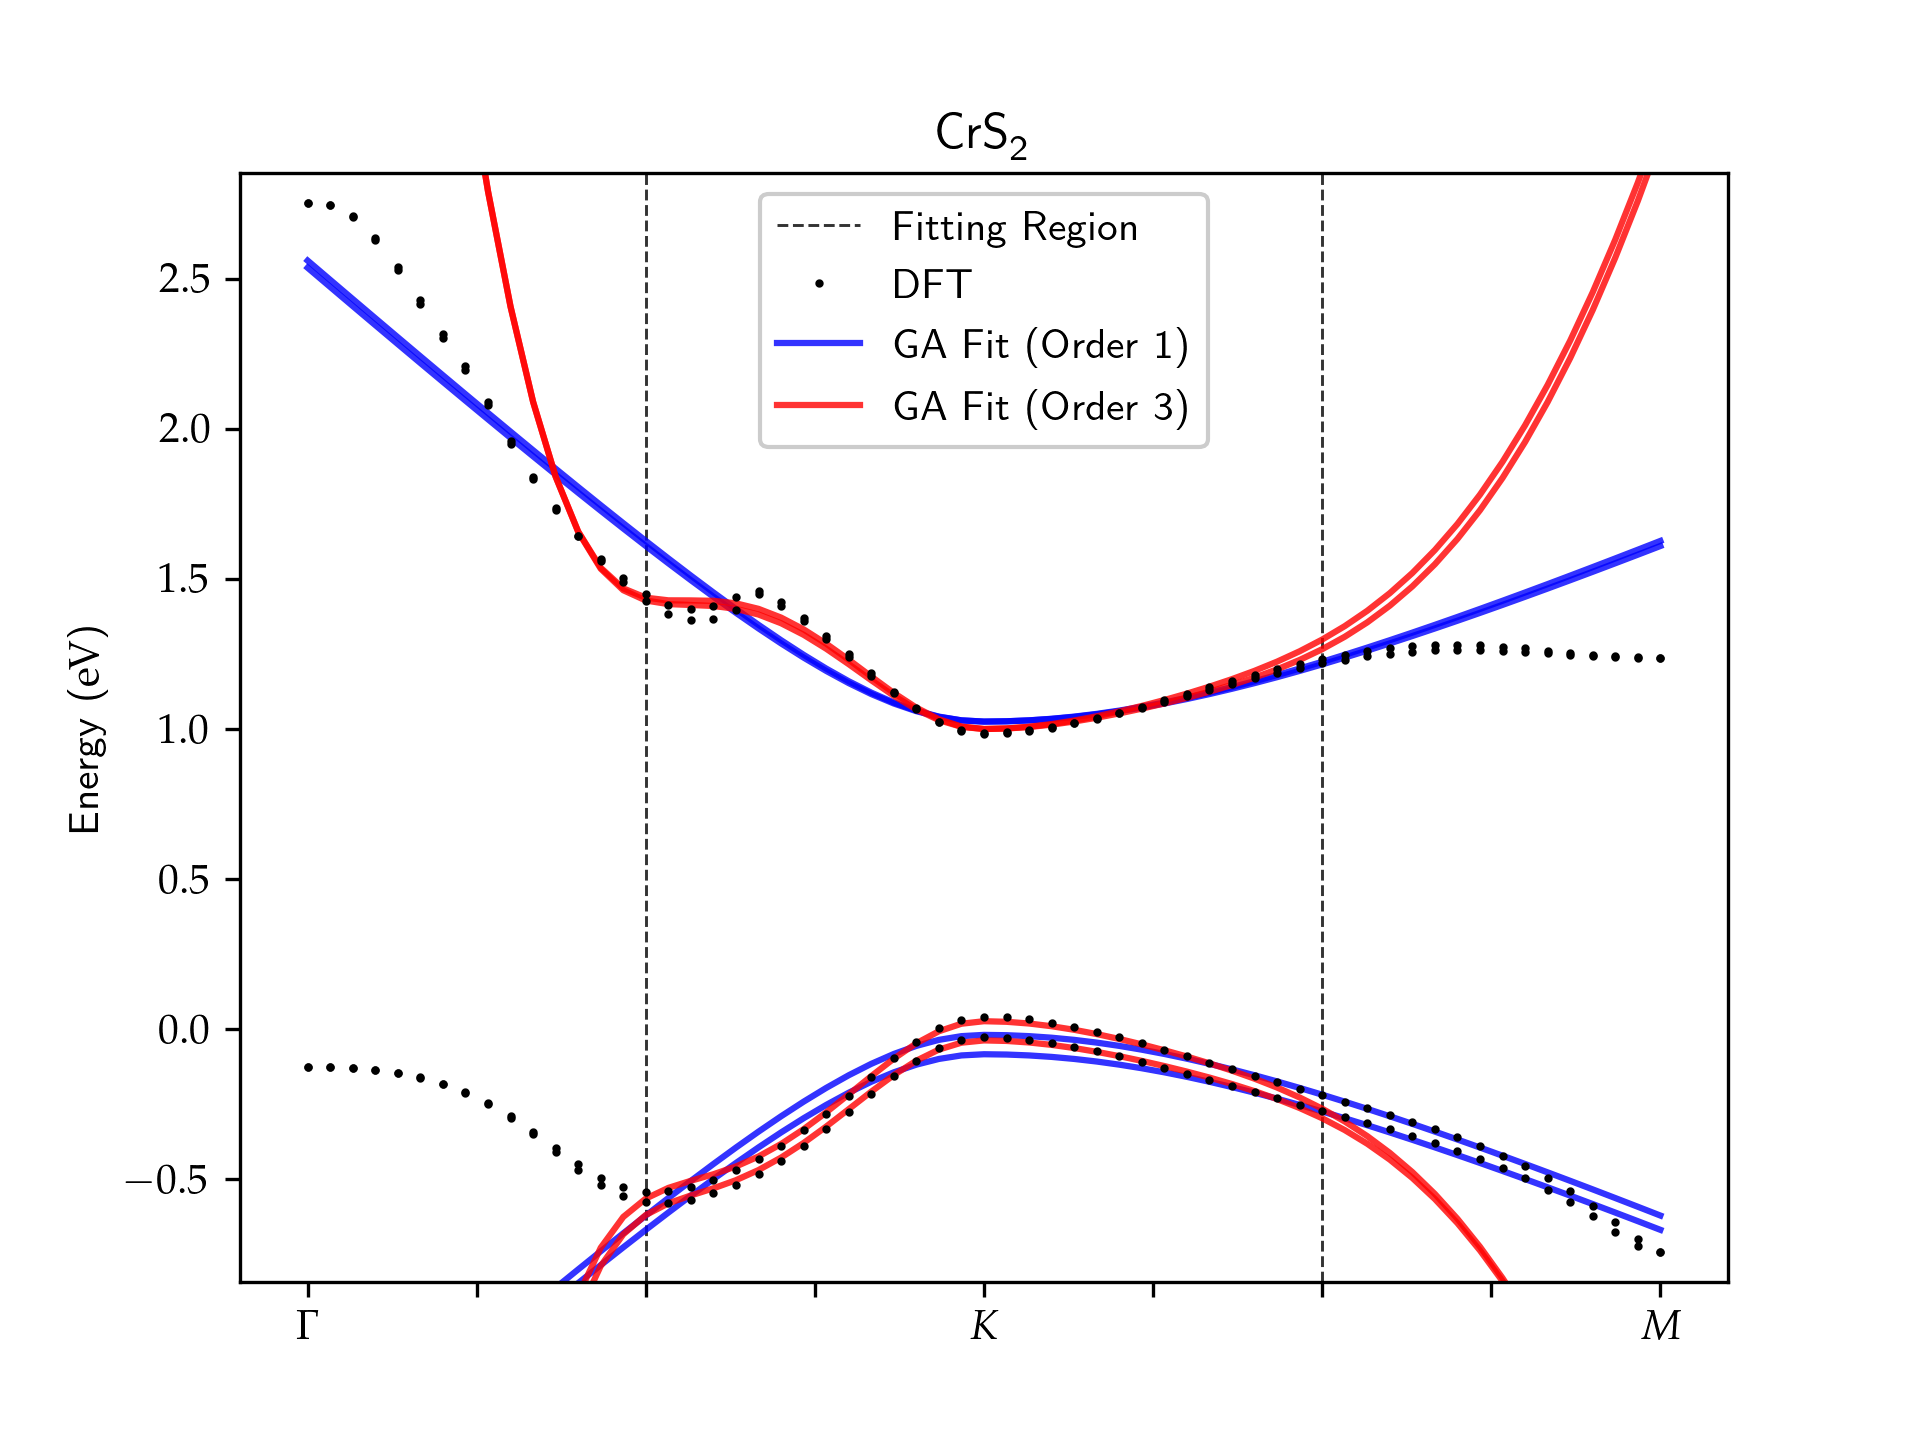 CrS₂
Fitting Region
DFT
GA Fit (Order 1)
GA Fit (Order 3)
Energy (eV)
2.5
2.0
1.5
1.0
0.5
0.0
−0.5
Γ
K
M